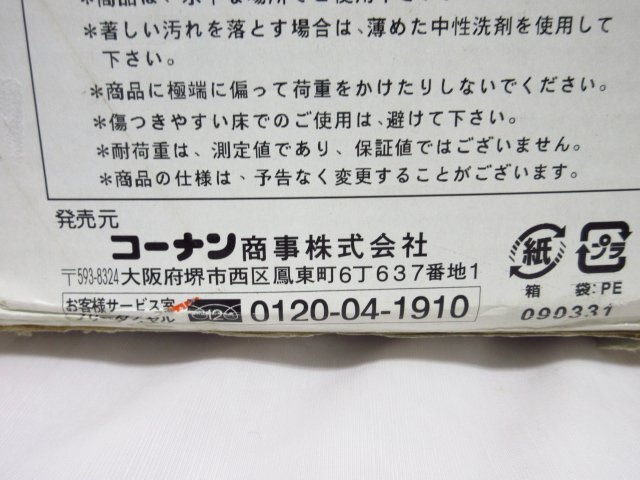 ＊著しい汚れを落とす場合は、薄めた中性洗剤を使用して
下さい。
＊商品に極端に偏って荷重をかけたりしないでください。
＊傷つきやすい床でのご使用は、避けて下さい。
＊耐荷重は、測定値であり、保証値ではございません。
＊商品の仕様は、予告なく変更することがございます。
発売元
コーナン商事株式会社
〒593-8324大阪府堺市西区鳳東町6丁637番地1
お客様サービス室
0120-04-1910
紙
箱
プラ
袋:PE
090331